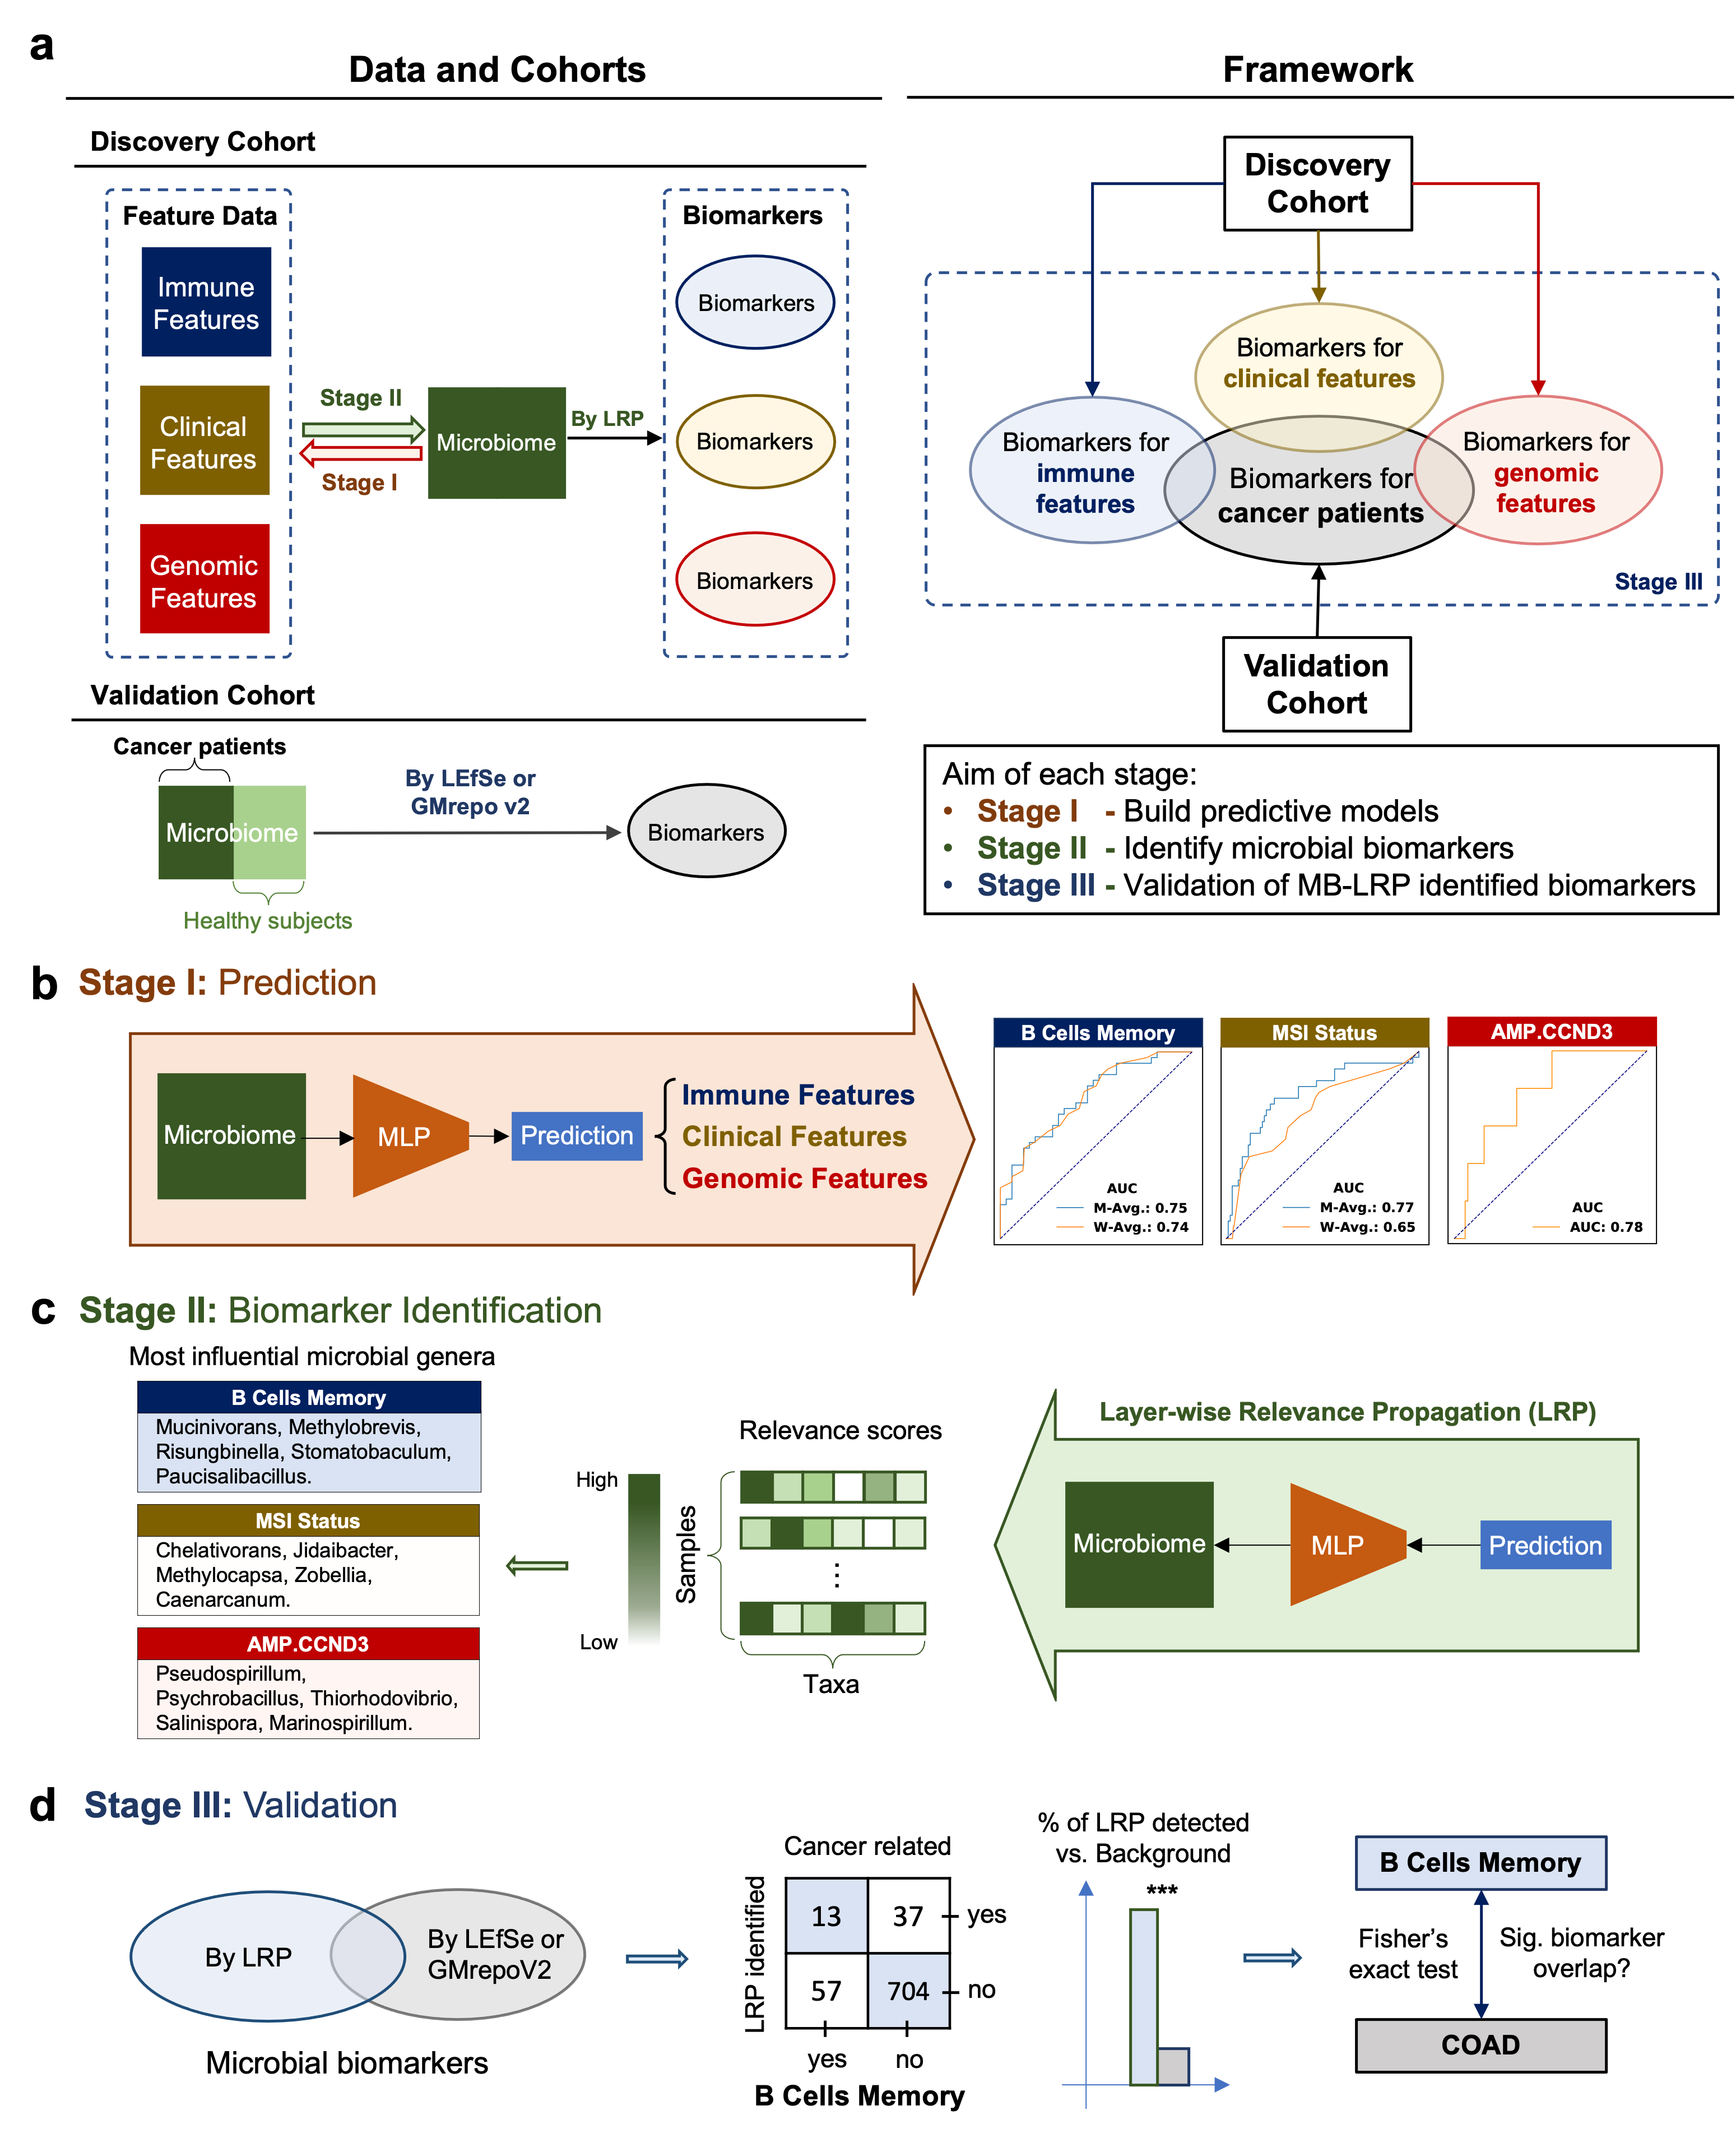 a
Data and Cohorts
Framework
Discovery Cohort
Feature Data
Immune
Features
Clinical
Features
Genomic
Features
Stage II
Stage I
Microbiome
By LRP
Biomarkers
Biomarkers
Biomarkers
Biomarkers
Validation Cohort
Cancer patients
Microbiome
Healthy subjects
By LEfSe or
GMrepo v2
Biomarkers
Discovery
Cohort
Biomarkers for
clinical features
Biomarkers for
immune
features
Biomarkers for
cancer patients
Biomarkers for
genomic
features
Stage III
Validation
Cohort
Aim of each stage:
• Stage I - Build predictive models
• Stage II - Identify microbial biomarkers
• Stage III - Validation of MB-LRP identified biomarkers
b Stage I: Prediction
Microbiome
MLP
Prediction
Immune Features
Clinical Features
Genomic Features
B Cells Memory
AUC
M-Avg.: 0.75
W-Avg.: 0.74
MSI Status
AUC
M-Avg.: 0.77
W-Avg.: 0.65
AMP.CCND3
AUC
AUC: 0.78
c Stage II: Biomarker Identification
Most influential microbial genera
B Cells Memory
Mucinivorans, Methylobrevis,
Risungbinella, Stomatobaculum,
Paucisalibacillus.
MSI Status
Chelativorans, Jidaibacter,
Methylocapsa, Zobellia,
Caenarcanum.
AMP.CCND3
Pseudospirillum,
Psychrobacillus, Thiorhodovibrio,
Salinispora, Marinospirillum.
High
Low
Samples
Relevance scores
⋮
Taxa
Layer-wise Relevance Propagation (LRP)
Microbiome
MLP
Prediction
d Stage III: Validation
By LRP
By LEfSe or
GMrepoV2
Microbial biomarkers
Cancer related
LRP identified
13 37 yes
57 704 no
yes no
B Cells Memory
% of LRP detected
vs. Background
***
B Cells Memory
Fisher's
exact test
Sig. biomarker
overlap?
COAD